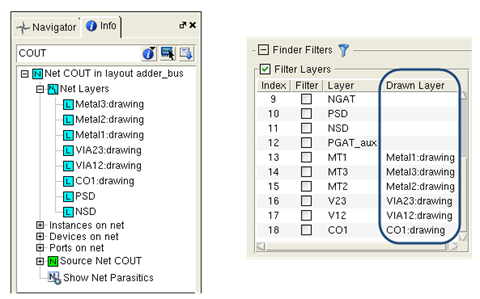 Navigator Info
COUT
Net COUT in layout adder_bus
Net Layers
Metal3:drawing
Metal2:drawing
Metal1:drawing
VIA23:drawing
VIA12:drawing
CO1:drawing
PSD
NSD
Instances on net
Devices on net
Ports on net
Source Net COUT
Show Net Parasitics
Finder Filters
Filter Layers
Index Filter Layer Drawn Layer
9 NGAT
10 PSD
11 NSD
12 PGAT_aux
13 MT1 Metal1:drawing
14 MT3 Metal3:drawing
15 MT2 Metal2:drawing
16 V23 VIA23:drawing
17 V12 VIA12:drawing
18 CO1 CO1:drawing